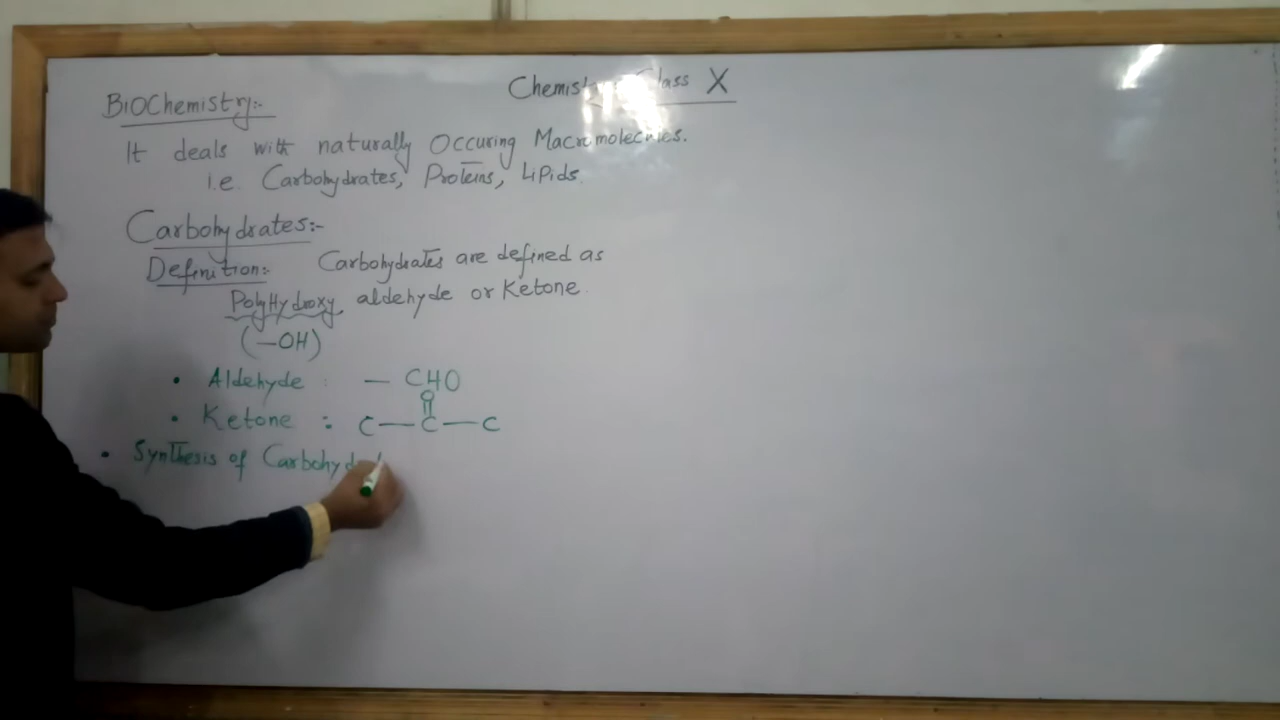 Chemistry Class X
BiOChemistry:-
It deals with naturally Occuring Macromolecules.
i.e. Carbohydrates, Proteins, Lipids.
Carbohydrates:-
Definition:- Carbohydrates are defined as
PolyHydroxy aldehyde or Ketone.
(-OH)
• Aldehyde : — CHO
O
• Ketone : C — C — C
• Synthesis of Carbohyd